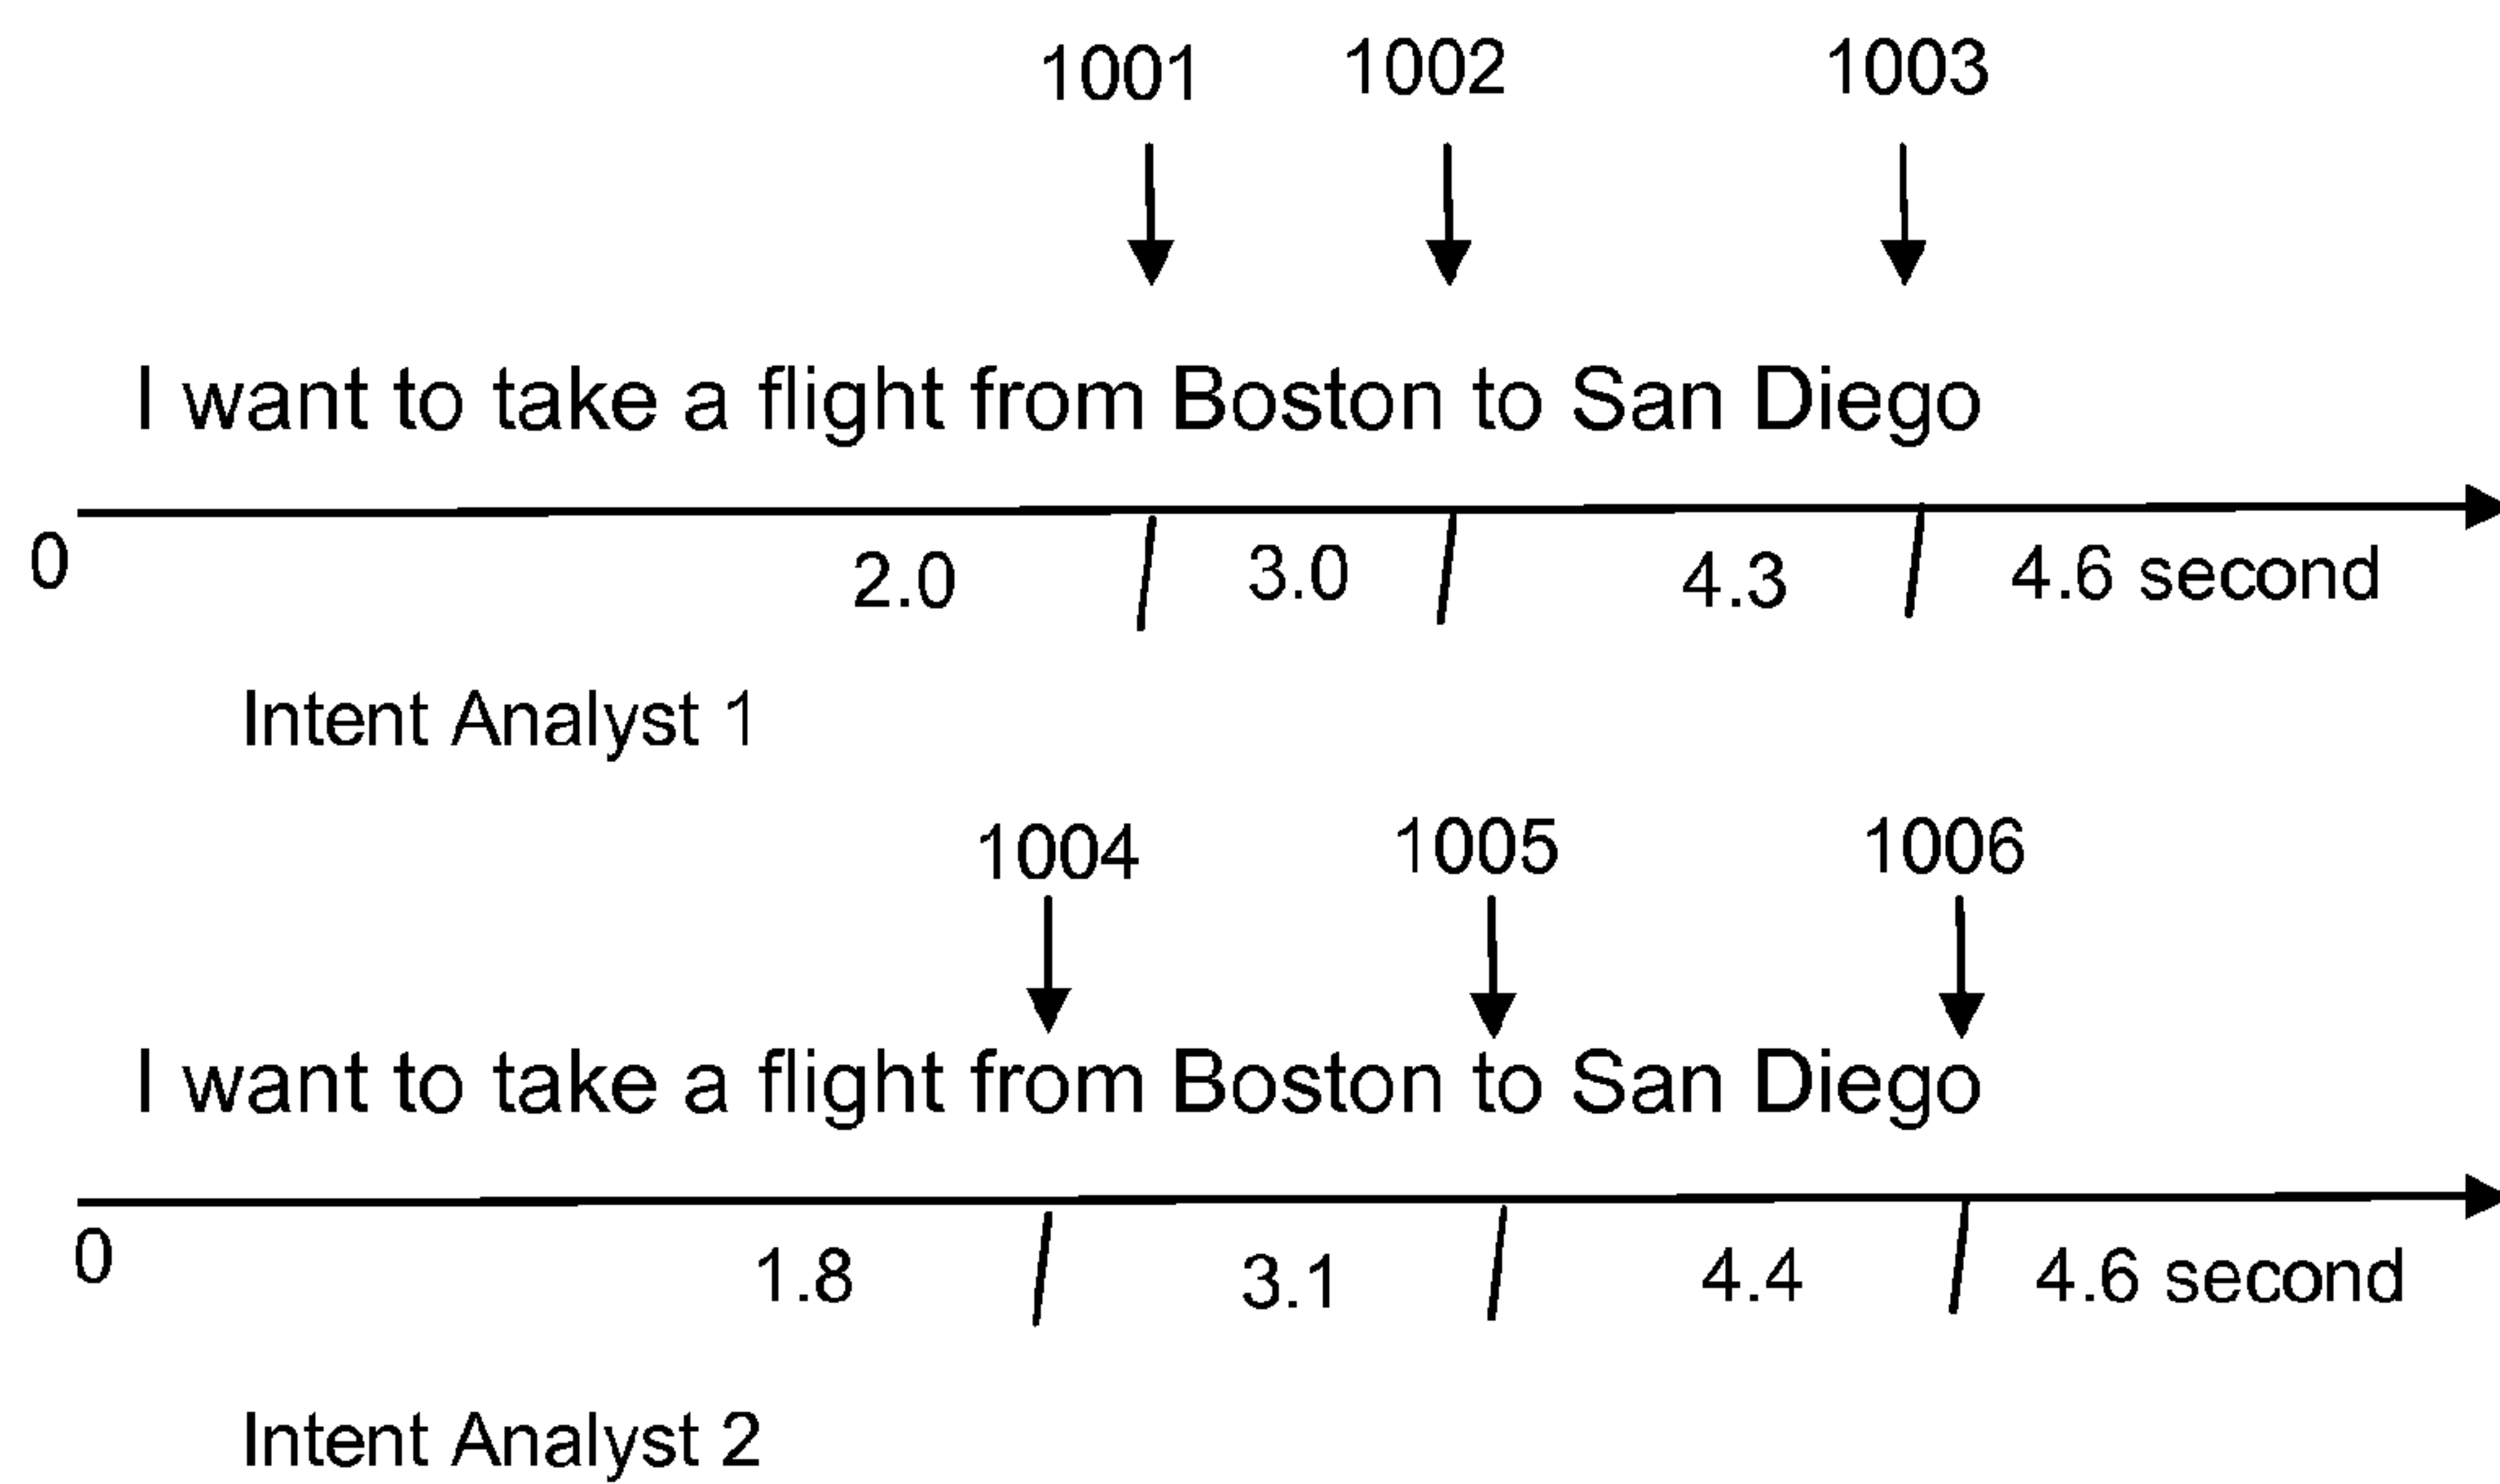 1001 1002 1003
I want to take a flight from Boston to San Diego
0 2.0 3.0 4.3 4.6 second
Intent Analyst 1
1004 1005 1006
I want to take a flight from Boston to San Diego
0 1.8 3.1 4.4 4.6 second
Intent Analyst 2